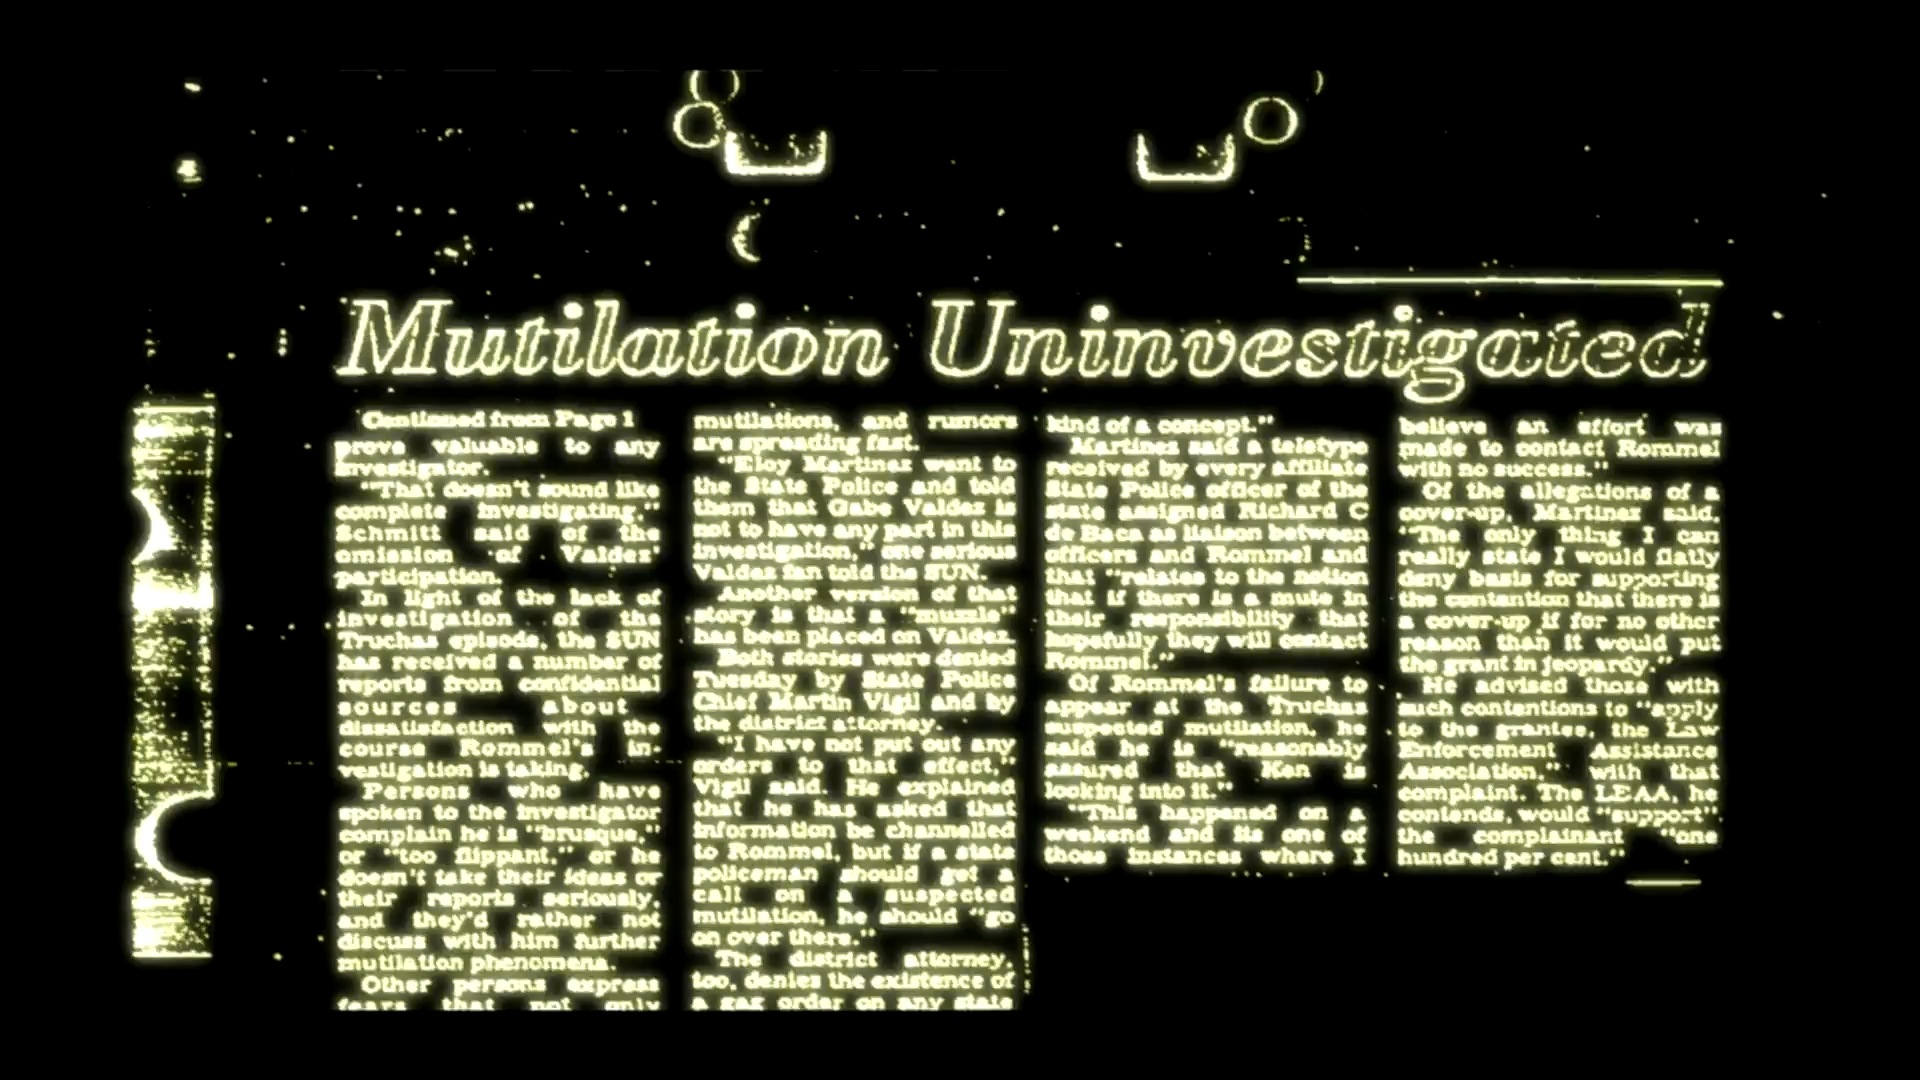 Mutilation Uninvestigated
Continued from Page 1
prove valuable to any
investigator.
"That doesn't sound like
complete investigating,"
Schmitt said of the
omission of Valdez'
participation.
In light of the lack of
investigation of the
Truchas episode, the SUN
has received a number of
reports from confidential
sources about
dissatisfaction with the
course Rommel's in-
vestigation is taking.
Persons who have
spoken to the investigator
complain he is "brusque,"
or "too flippant," or he
doesn't take their ideas or
their reports seriously,
and they'd rather not
discuss with him further
mutilation phenomena.
Other persons express
fears that not only
mutilations, and rumors
are spreading fast.
"Eloy Martinez went to
the State Police and told
them that Gabe Valdez is
not to have any part in this
investigation," one serious
Valdez fan told the SUN.
Another version of that
story is that a "muzzle"
has been placed on Valdez.
Both stories were denied
Tuesday by State Police
Chief Martin Vigil and by
the district attorney.
"I have not put out any
orders to that effect,"
Vigil said. He explained
that he has asked that
information be channelled
to Rommel, but if a state
policeman should get a
call on a suspected
mutilation, he should "go
on over there."
The district attorney,
too, denies the existence of
a gag order on any state
kind of a concept."
Martinez said a teletype
received by every affiliate
State Police officer of the
state assigned Richard C
de Baca as liaison between
officers and Rommel and
that "relates to the notion
that if there is a mute in
their responsibility that
hopefully they will contact
Rommel."
Of Rommel's failure to
appear at the Truchas
suspected mutilation, he
said he is "reasonably
assured that Ken is
looking into it."
"This happened on a
weekend and its one of
those instances where I
believe an effort was
made to contact Rommel
with no success."
Of the allegations of a
cover-up, Martinez said,
"The only thing I can
really state I would flatly
deny basis for supporting
the contention that there is
a cover-up if for no other
reason than it would put
the grant in jeopardy."
He advised those with
such contentions to "apply
to the grantee, the Law
Enforcement Assistance
Association," with that
complaint. The LEAA, he
contends, would "support"
the complainant "one
hundred per cent."